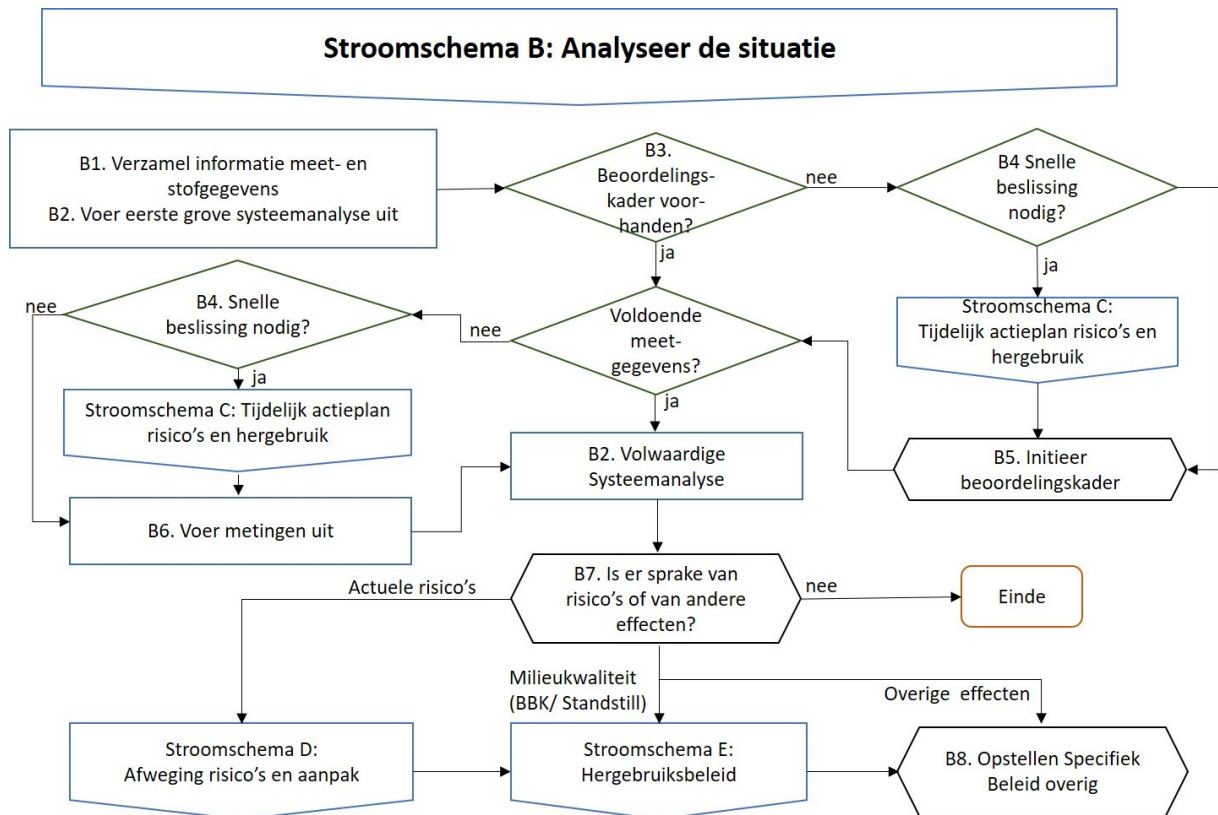 Stroomschema B: Analyseer de situatie
B1. Verzamel informatie meet- en
stofgegevens
B2. Voer eerste grove systeemanalyse uit
B3.
Beoordelings-
kader voor-
handen?
nee
B4 Snelle
beslissing
nodig?
ja
ja
nee
B4. Snelle
beslissing nodig?
nee
Voldoende
meet-
gegevens?
Stroomschema C:
Tijdelijk actieplan risico's en
hergebruik
ja
ja
Stroomschema C: Tijdelijk actieplan
risico's en hergebruik
B2. Volwaardige
Systeemanalyse
B5. Initieer
beoordelingskader
B6. Voer metingen uit
Actuele risico's
B7. Is er sprake van
risico's of van andere
effecten?
nee
Einde
Milieukwaliteit
(BBK/ Standstill)
Overige effecten
Stroomschema D:
Afweging risico's en aanpak
Stroomschema E:
Hergebruiksbeleid
B8. Opstellen Specifiek
Beleid overig